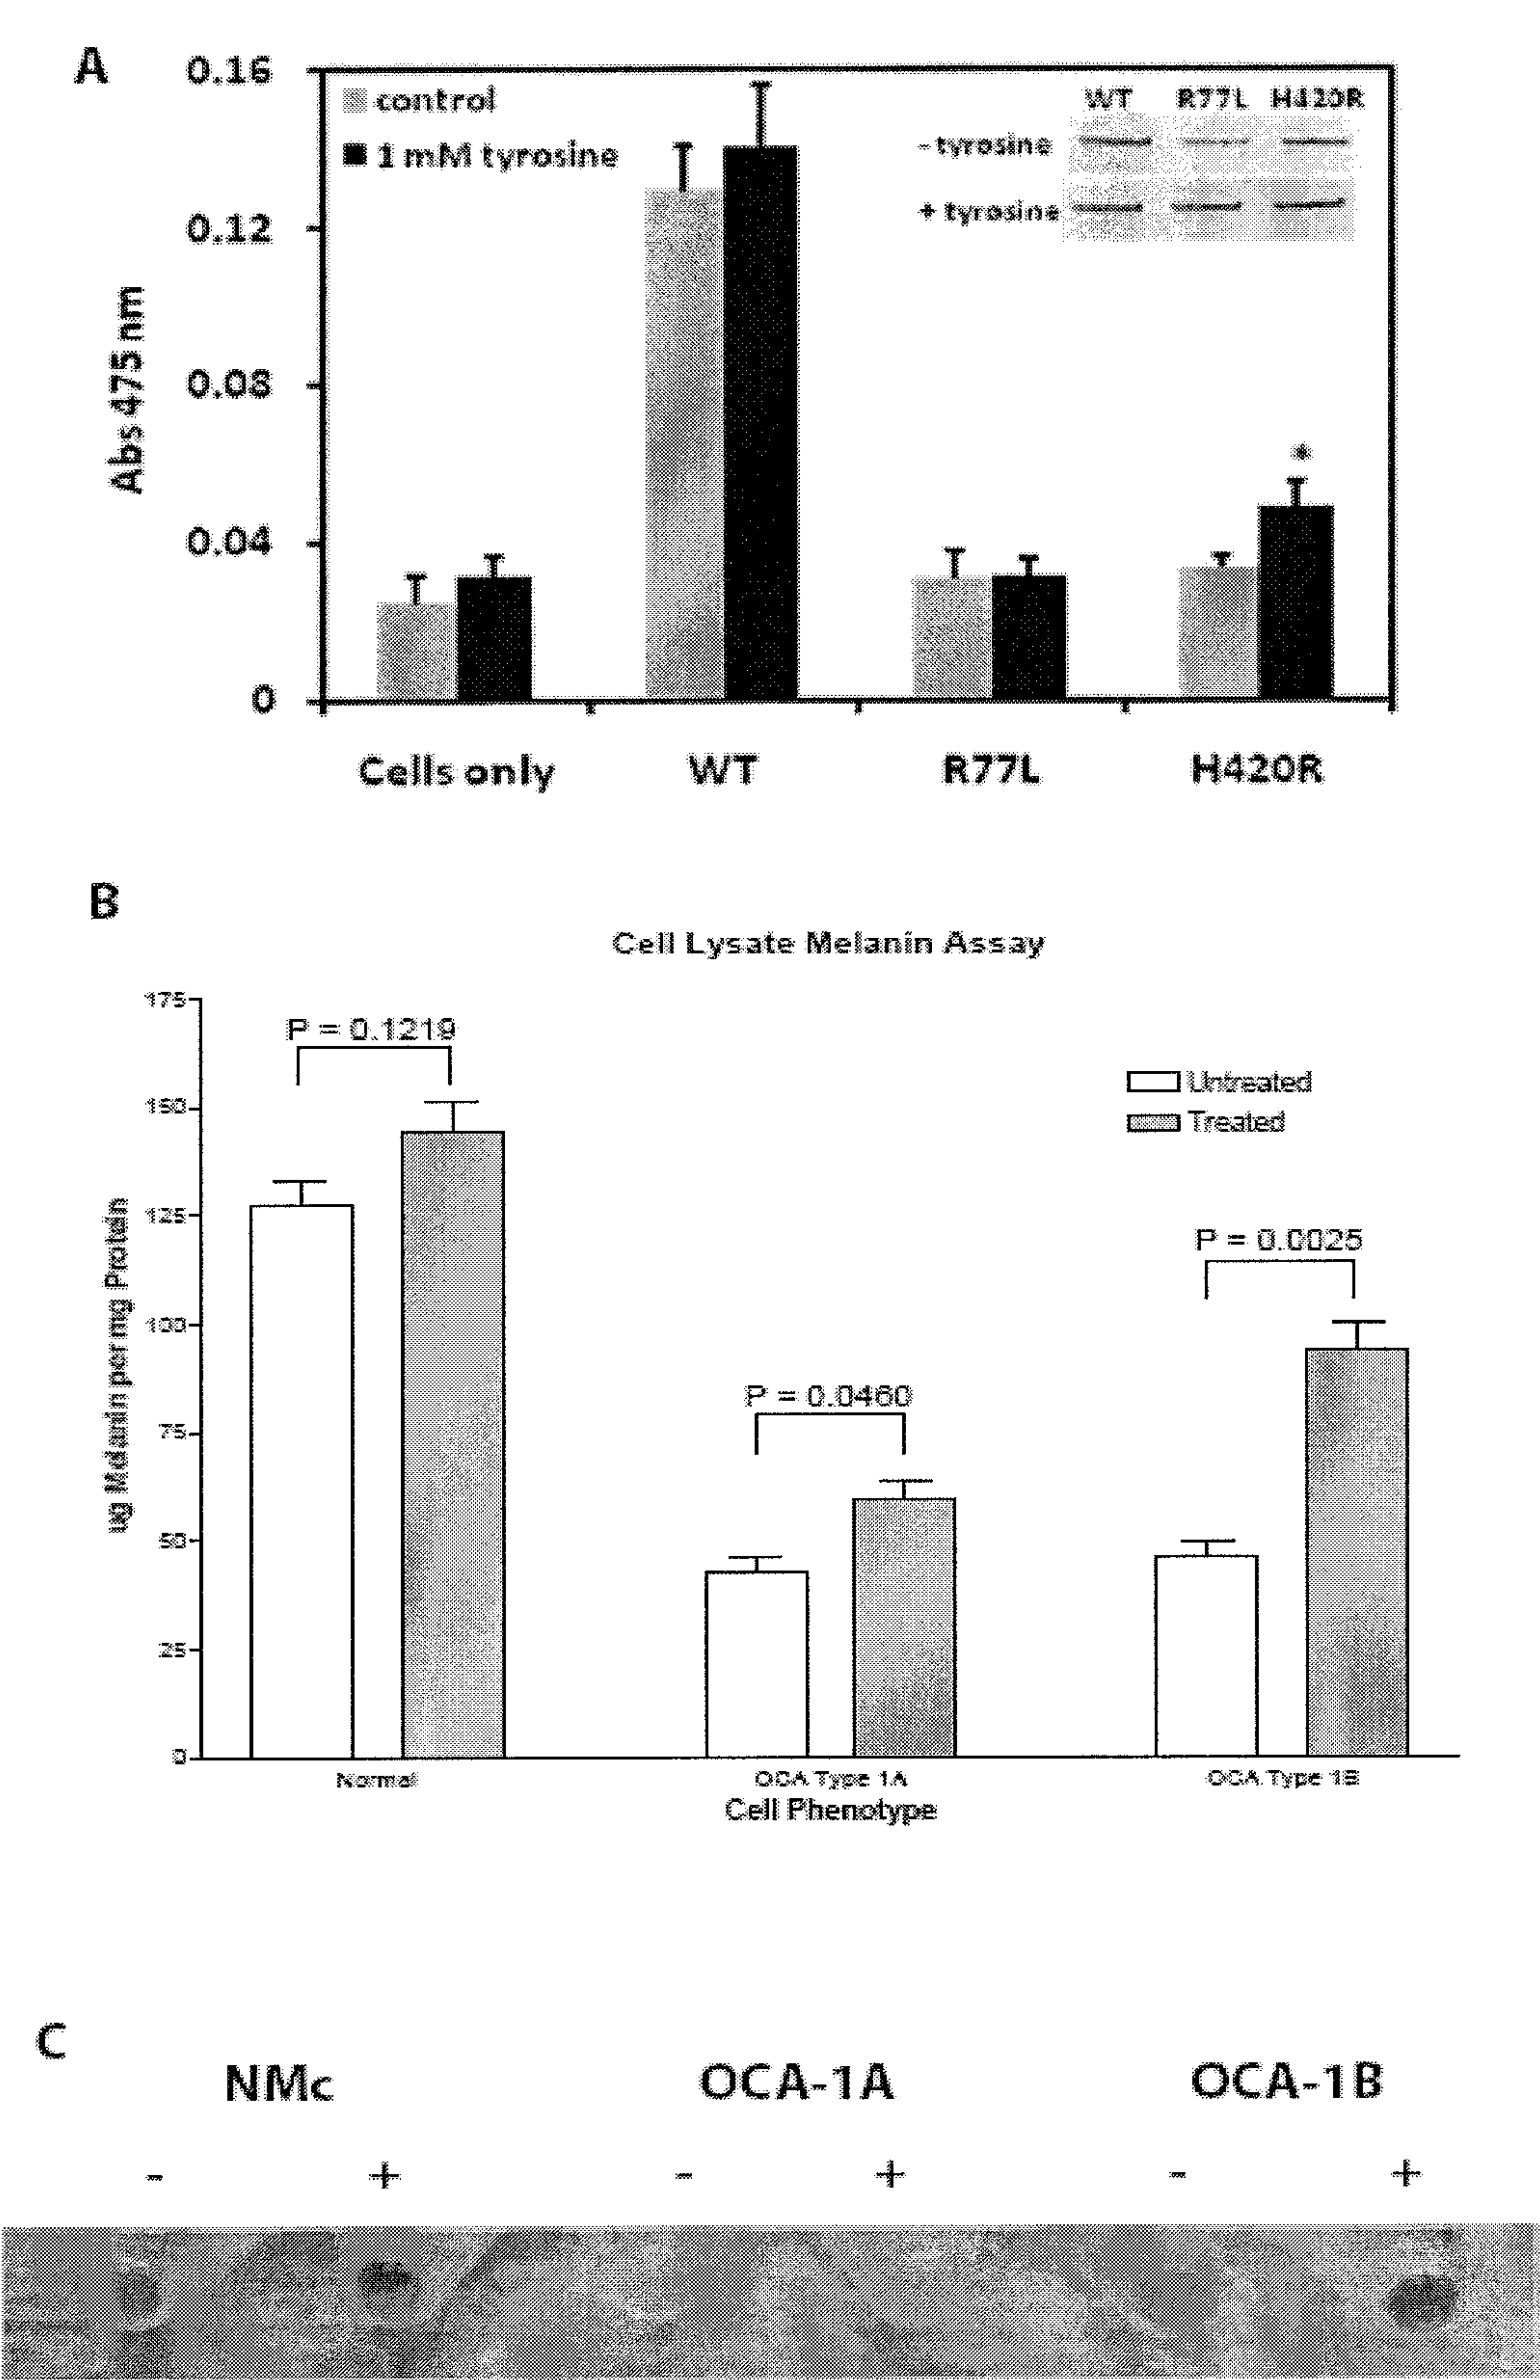 A
0.16
0.12
0.08
0.04
0
Abs 475 nm
control
1 mM tyrosine
WT R77L H420R
- tyrosine
+ tyrosine
*
Cells only WT R77L H420R
B
Cell Lysate Melanin Assay
175
150
125
100
75
50
25
0
ug Melanin per mg Protein
P = 0.1219
P = 0.0460
P = 0.0025
Untreated
Treated
Normal OCA Type 1A OCA Type 1B
Cell Phenotype
C
NMc OCA-1A OCA-1B
- + - + - +